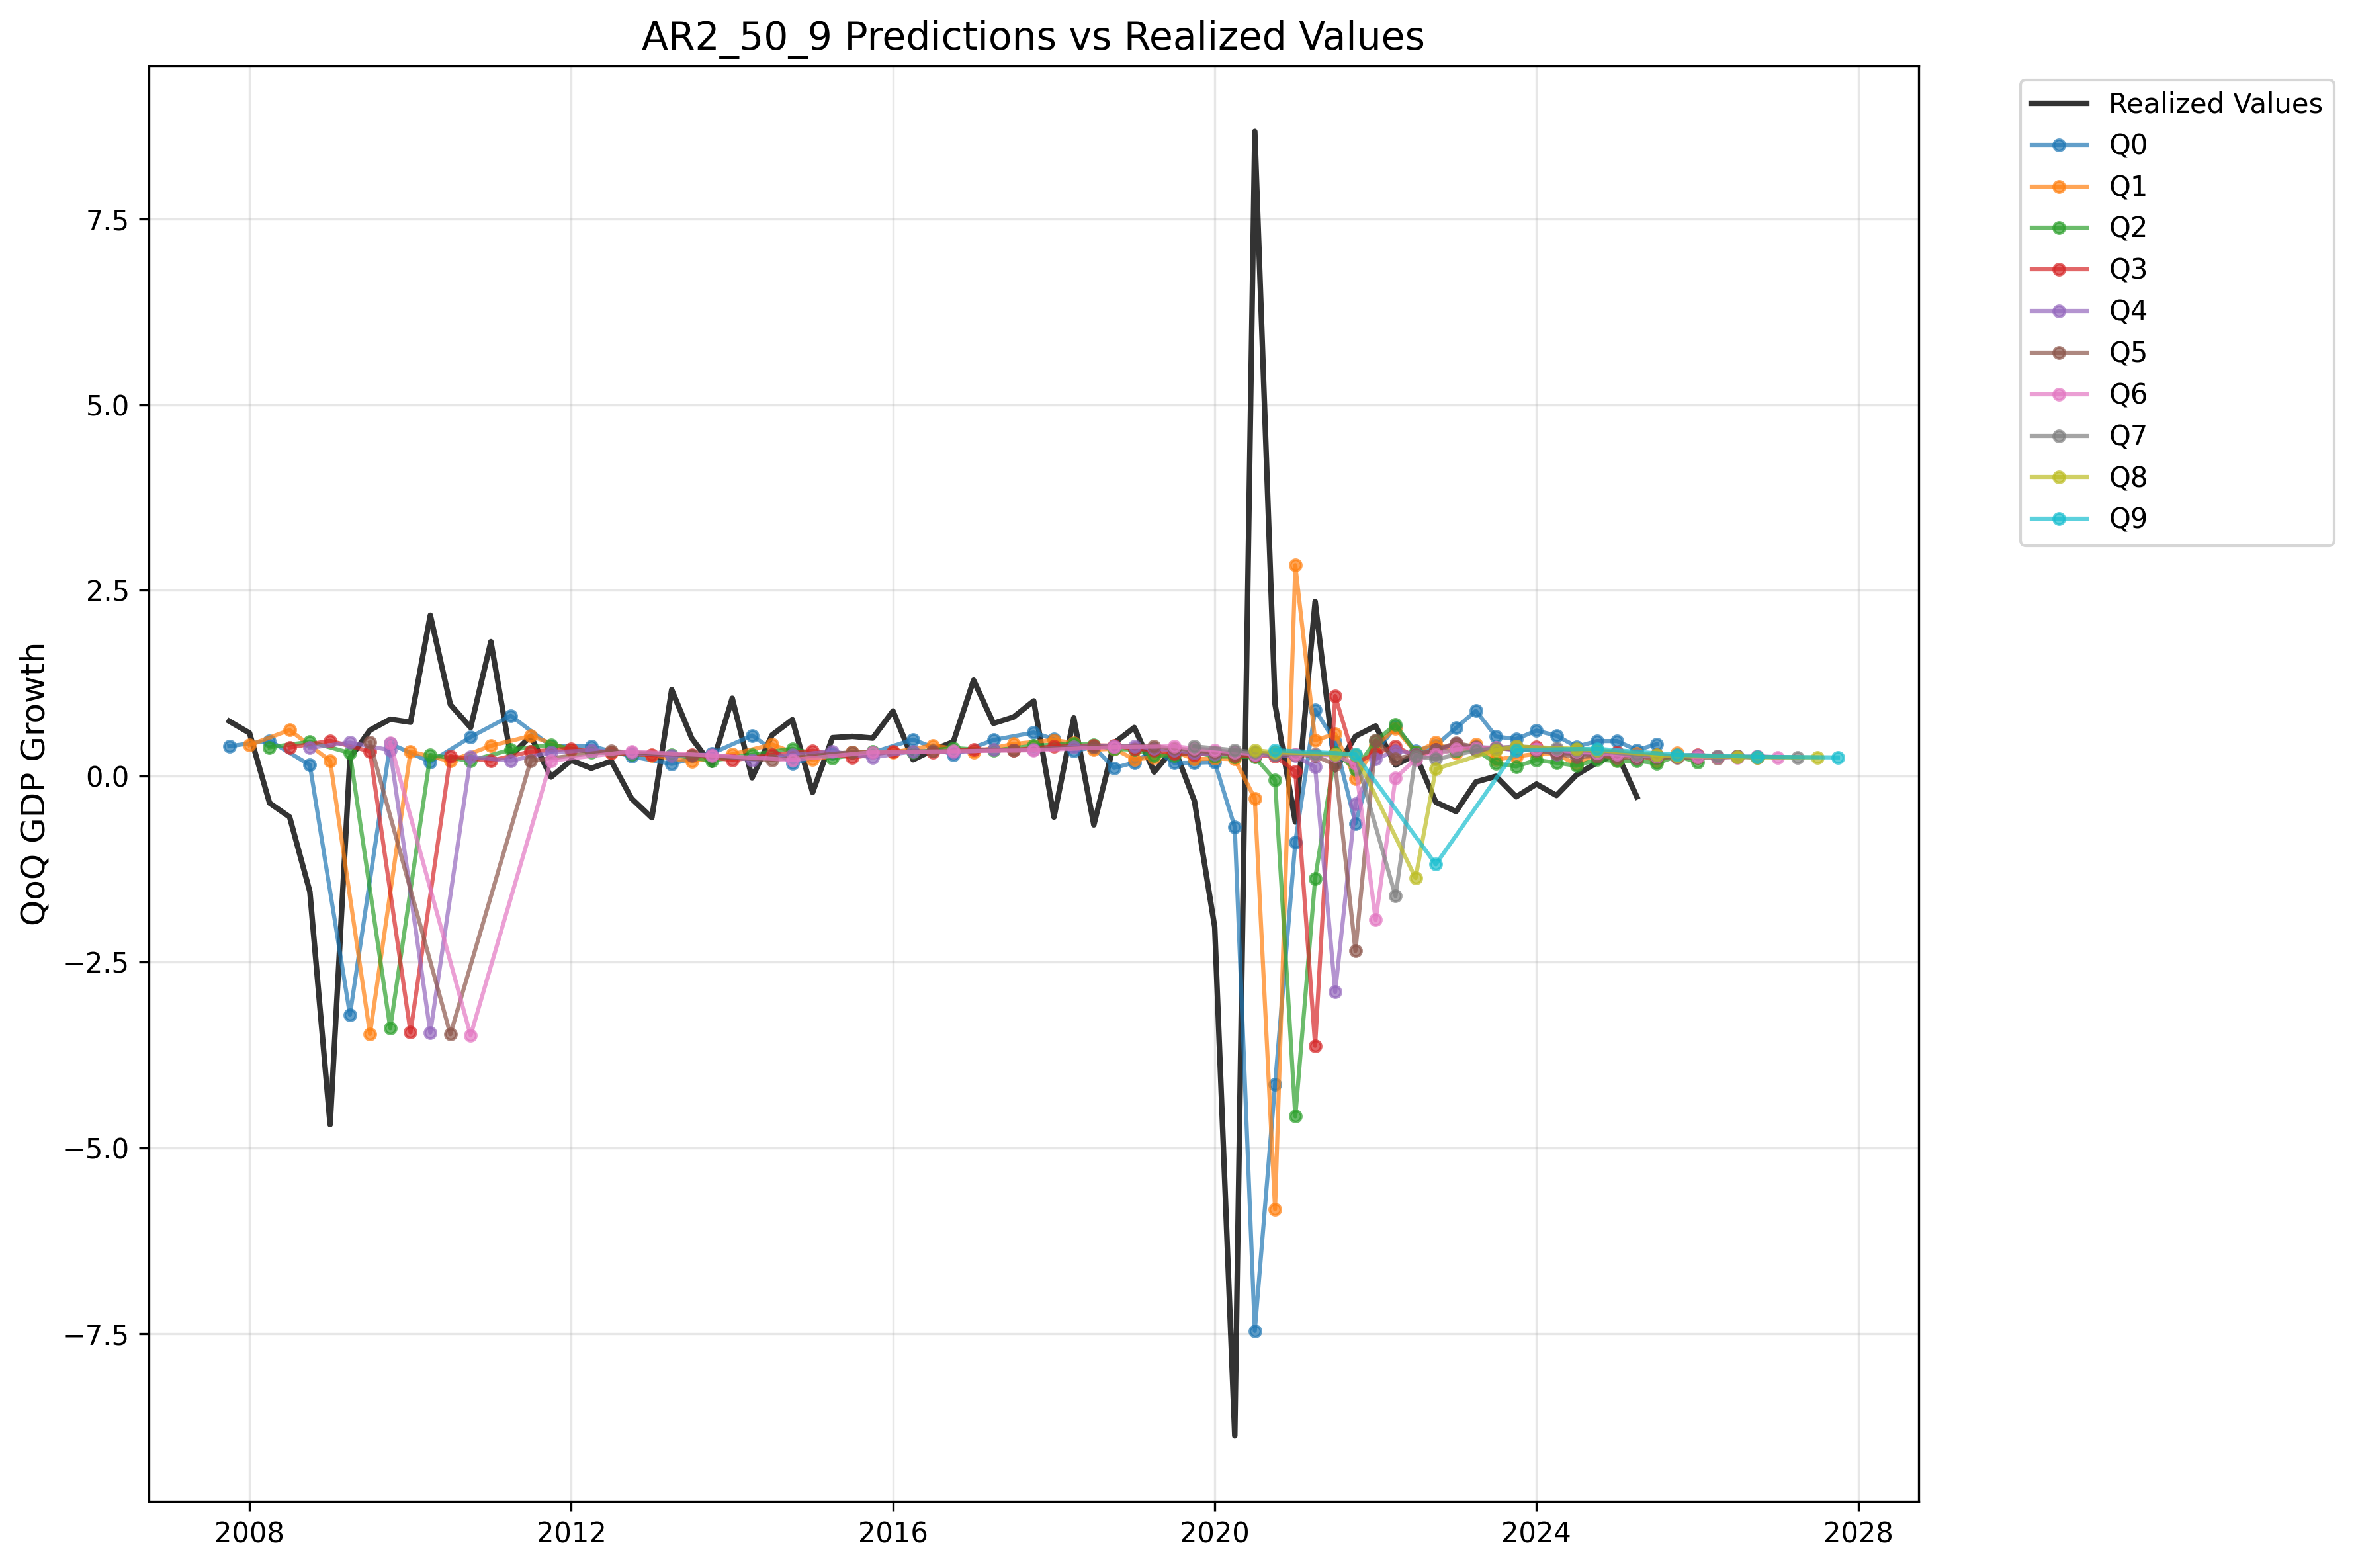 AR2_50_9 Predictions vs Realized Values
QoQ GDP Growth
7.5
5.0
2.5
0.0
−2.5
−5.0
−7.5
2008
2012
2016
2020
2024
2028
Realized Values
Q0
Q1
Q2
Q3
Q4
Q5
Q6
Q7
Q8
Q9